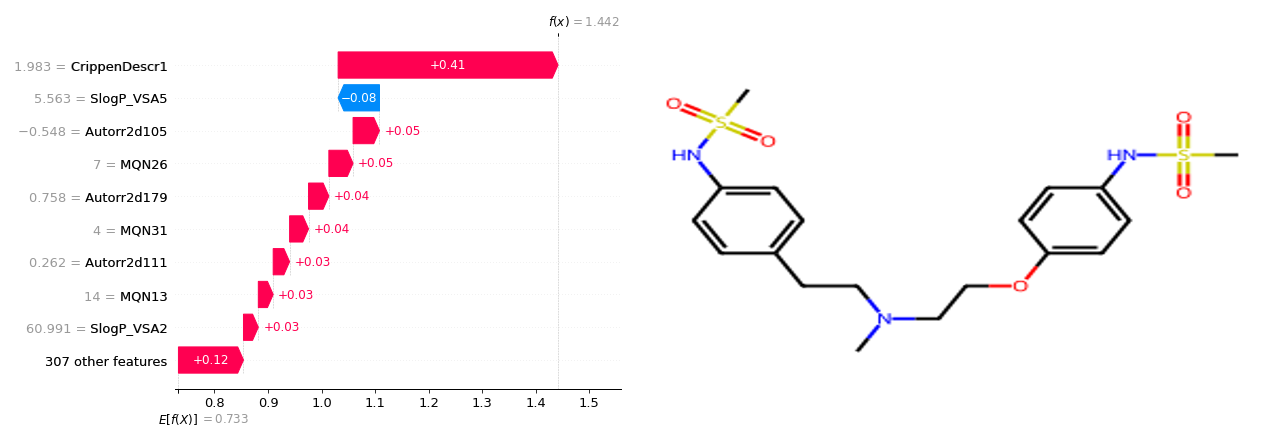 f(x) = 1.442
1.983 = CrippenDescr1
+0.41
5.563 = SlogP_VSA5
−0.08
−0.548 = Autorr2d105
+0.05
7 = MQN26
+0.05
0.758 = Autorr2d179
+0.04
4 = MQN31
+0.04
0.262 = Autorr2d111
+0.03
14 = MQN13
+0.03
60.991 = SlogP_VSA2
+0.03
307 other features
+0.12
0.8 0.9 1.0 1.1 1.2 1.3 1.4 1.5
E[f(X)] = 0.733
O
S
O
HN
HN
O
S
O
O
N